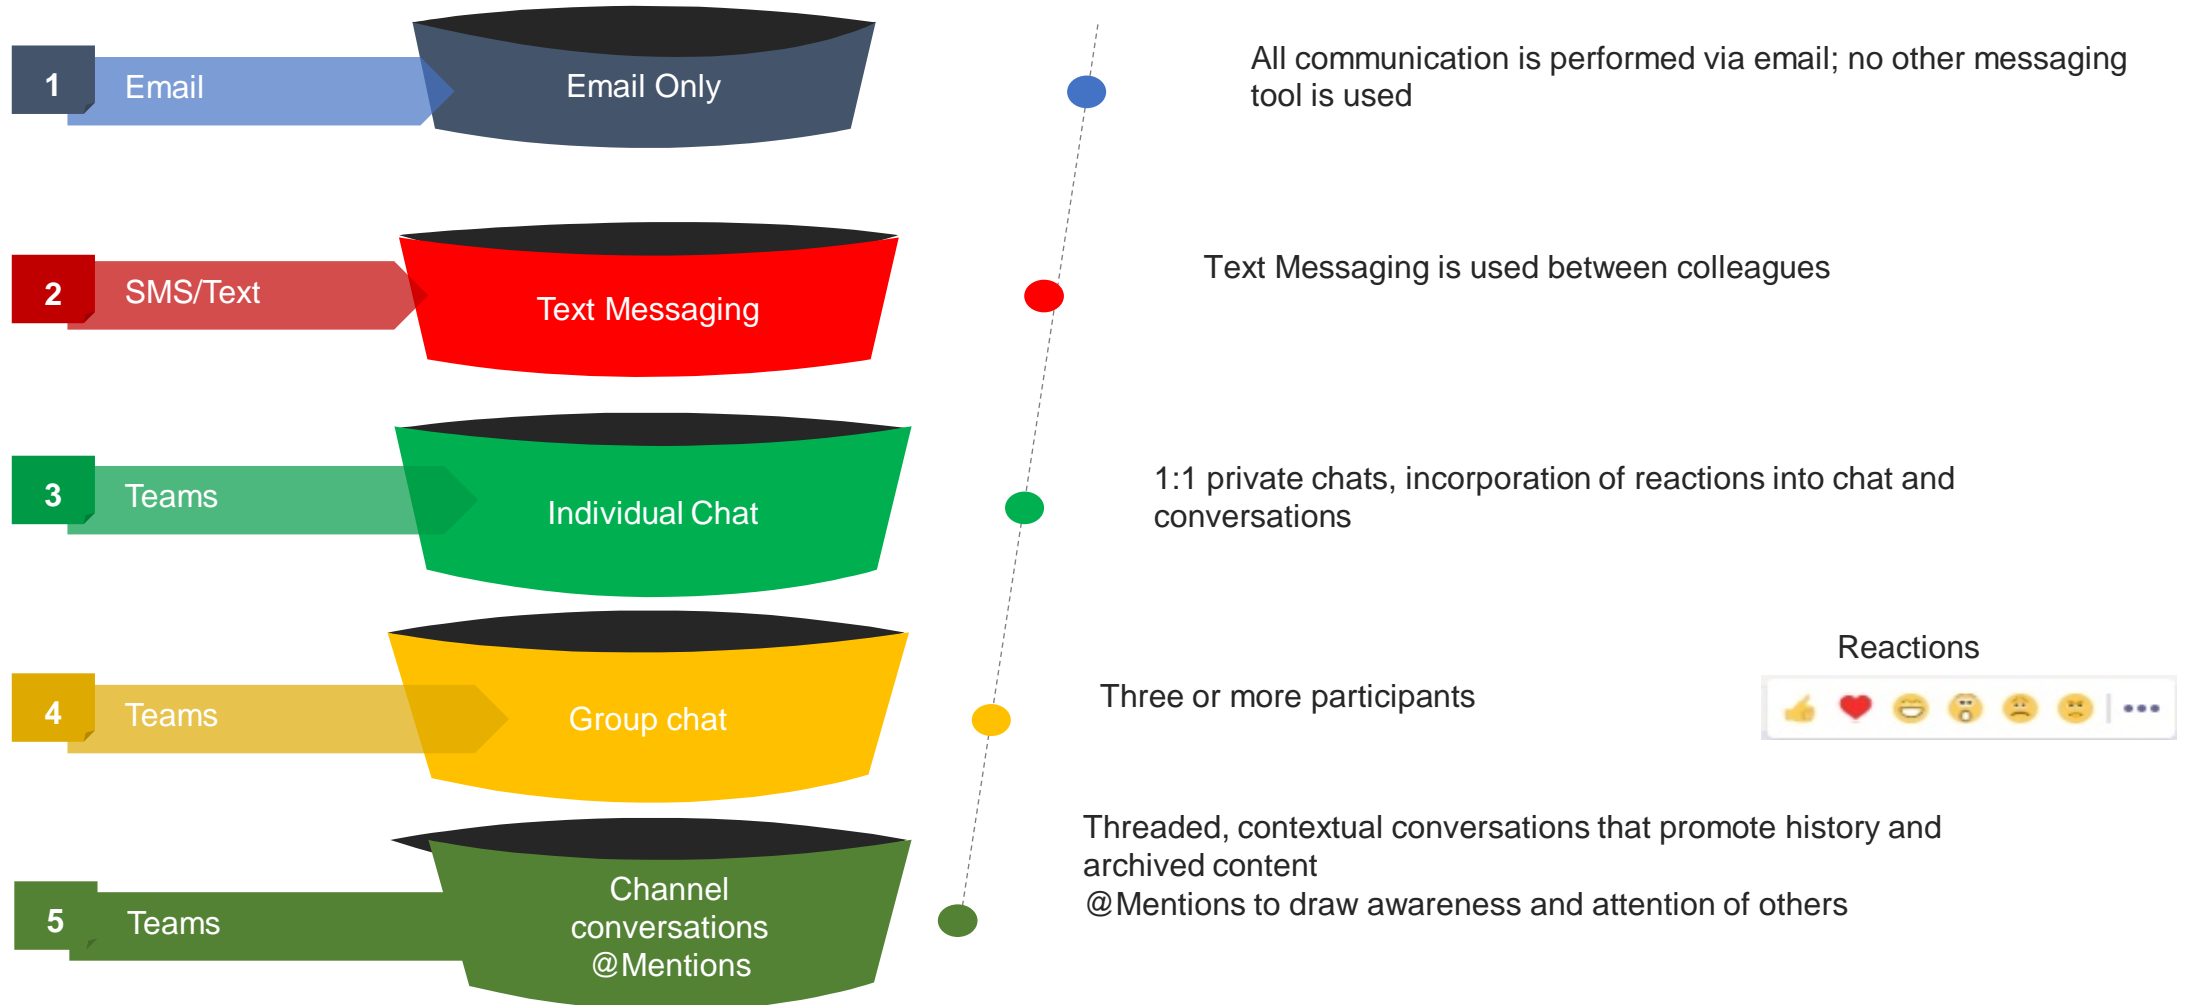 1
Email
Email Only
All communication is performed via email; no other messaging
tool is used
2
SMS/Text
Text Messaging
Text Messaging is used between colleagues
3
Teams
Individual Chat
1:1 private chats, incorporation of reactions into chat and
conversations
4
Teams
Group chat
Three or more participants
Reactions
5
Teams
Channel
conversations
@Mentions
Threaded, contextual conversations that promote history and
archived content
@Mentions to draw awareness and attention of others